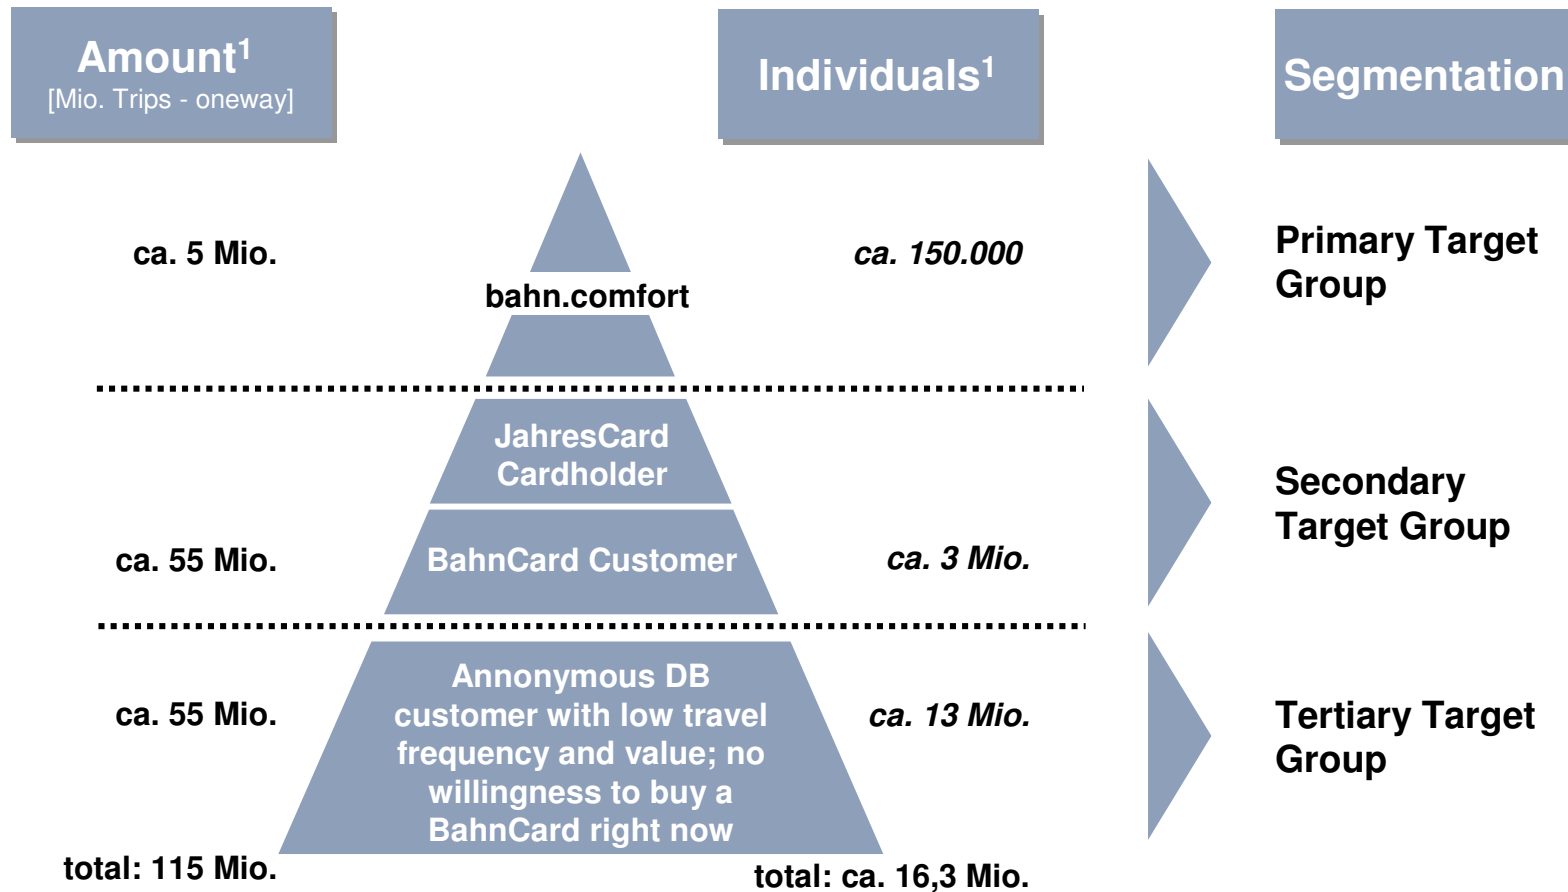 Amount¹
[Mio. Trips - oneway]
Individuals¹
Segmentation
ca. 5 Mio.
bahn.comfort
ca. 150.000
Primary Target
Group
JahresCard
Cardholder
ca. 55 Mio.
BahnCard Customer
ca. 3 Mio.
Secondary
Target Group
ca. 55 Mio.
Annonymous DB
customer with low travel
frequency and value; no
willingness to buy a
BahnCard right now
ca. 13 Mio.
Tertiary Target
Group
total: 115 Mio.
total: ca. 16,3 Mio.